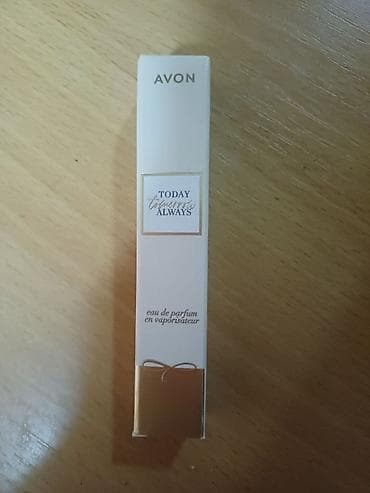 AVON
TODAY
tomorrow
ALWAYS
eau de parfum
en vaporisateur